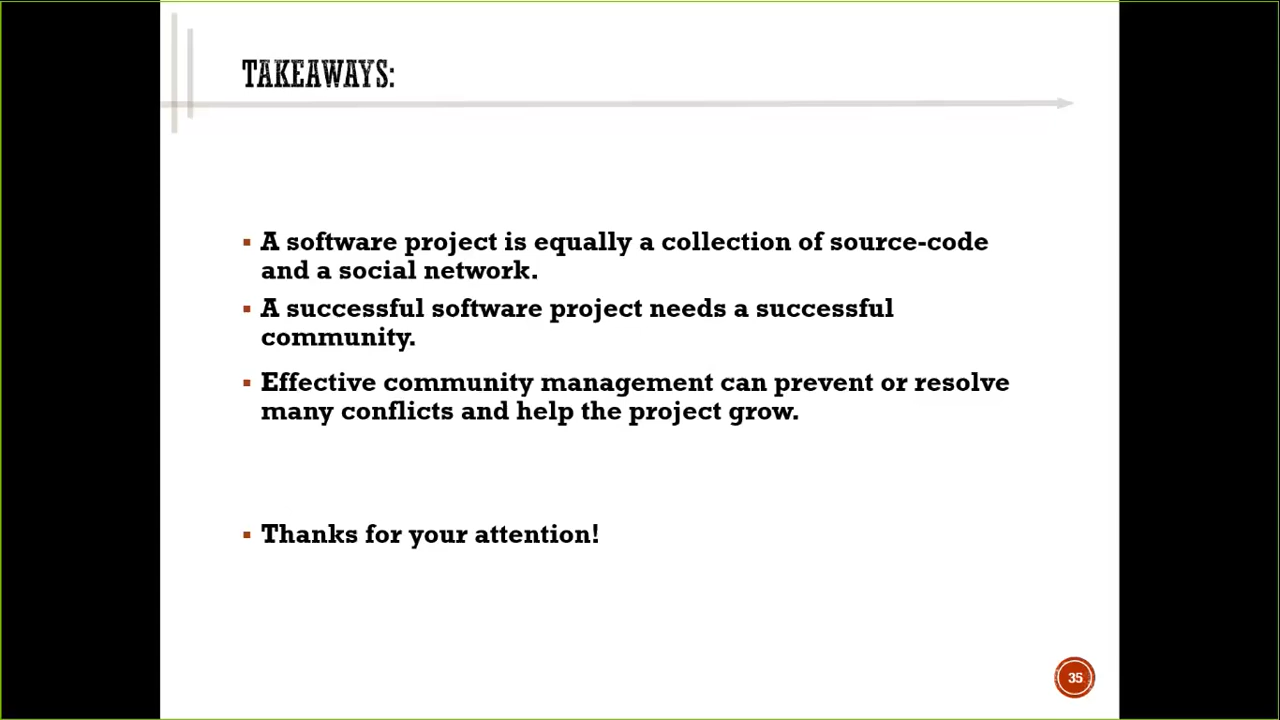 TAKEAWAYS:
▪ A software project is equally a collection of source-code
and a social network.
▪ A successful software project needs a successful
community.
▪ Effective community management can prevent or resolve
many conflicts and help the project grow.
▪ Thanks for your attention!
35